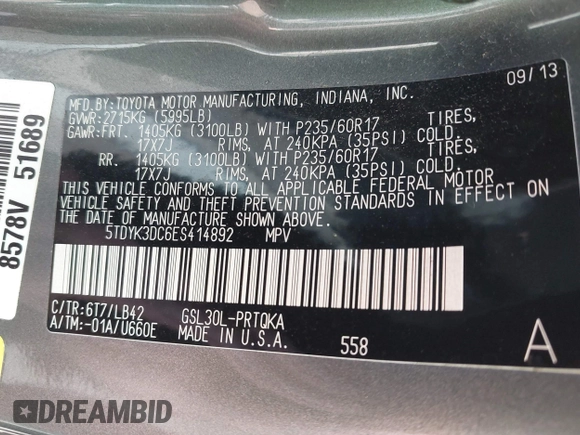 09/13
MFD.BY:TOYOTA MOTOR MANUFACTURING, INDIANA, INC.
GVWR:2715KG (5995LB)
GAWR:FRT. 1405KG (3100LB) WITH P235/60R17 TIRES,
17X7J RIMS, AT 240KPA (35PSI) COLD.
RR. 1405KG (3100LB) WITH P235/60R17 TIRES,
17X7J RIMS, AT 240KPA (35PSI) COLD.
THIS VEHICLE CONFORMS TO ALL APPLICABLE FEDERAL MOTOR
VEHICLE SAFETY AND THEFT PREVENTION STANDARDS IN EFFECT
ON THE DATE OF MANUFACTURE SHOWN ABOVE.
5TDYK3DC6ES414892 MPV
C/TR:6T7/LB42 GSL30L-PRTQKA
A/TM:-01A/U660E MADE IN U.S.A. 558 A
8578V 51689
DREAMBID